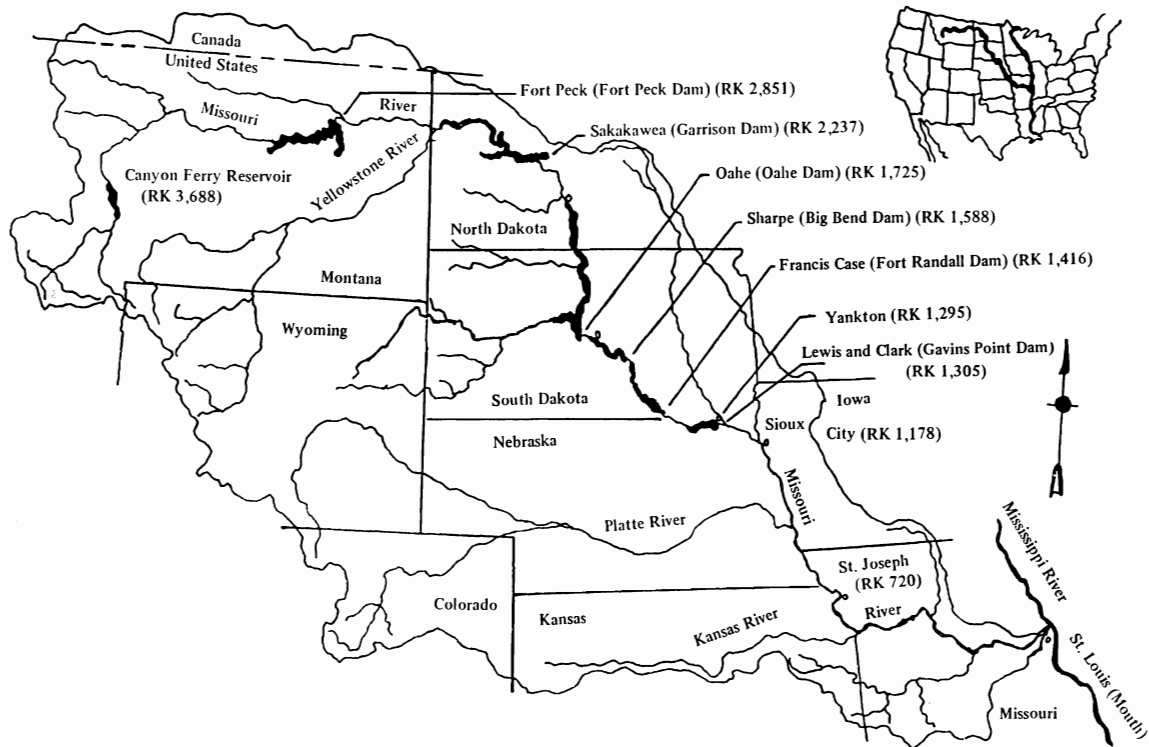 Canada
United States
Missouri
River
Fort Peck (Fort Peck Dam) (RK 2,851)
Sakakawea (Garrison Dam) (RK 2,237)
Yellowstone River
Canyon Ferry Reservoir
(RK 3,688)
Oahe (Oahe Dam) (RK 1,725)
Sharpe (Big Bend Dam) (RK 1,588)
North Dakota
Francis Case (Fort Randall Dam) (RK 1,416)
Montana
Wyoming
Yankton (RK 1,295)
Lewis and Clark (Gavins Point Dam)
(RK 1,305)
South Dakota
Iowa
Nebraska
Sioux
City (RK 1,178)
Missouri
Platte River
Mississippi River
St. Joseph
(RK 720)
Colorado
Kansas
Kansas River
River
St. Louis (Mouth)
Missouri